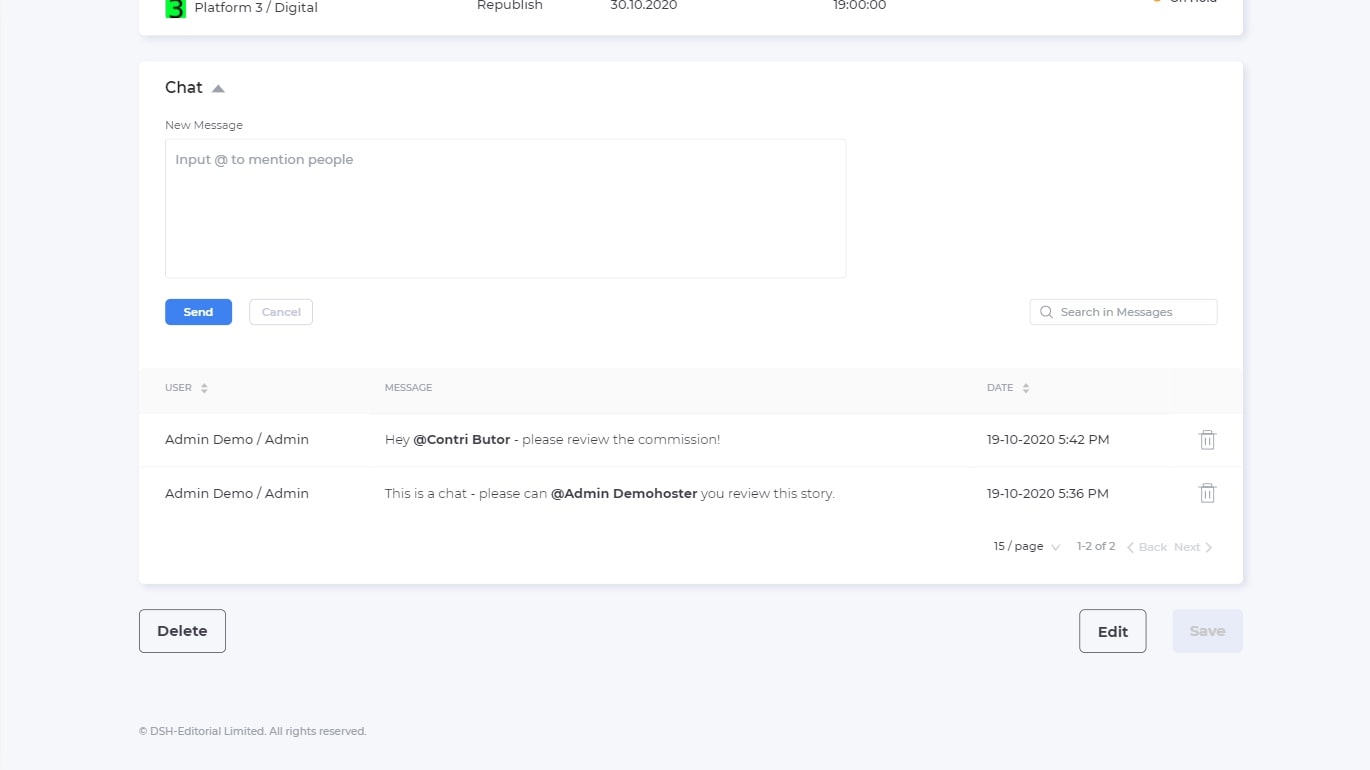 3 Platform 3 / Digital Republish 30.10.2020 19:00:00 On Hold
Chat
New Message
Input @ to mention people
Send Cancel Search in Messages
USER MESSAGE DATE
Admin Demo / Admin Hey @Contri Butor - please review the commission! 19-10-2020 5:42 PM
Admin Demo / Admin This is a chat - please can @Admin Demohoster you review this story. 19-10-2020 5:36 PM
15 / page 1-2 of 2 Back Next
Delete Edit Save
© DSH-Editorial Limited. All rights reserved.